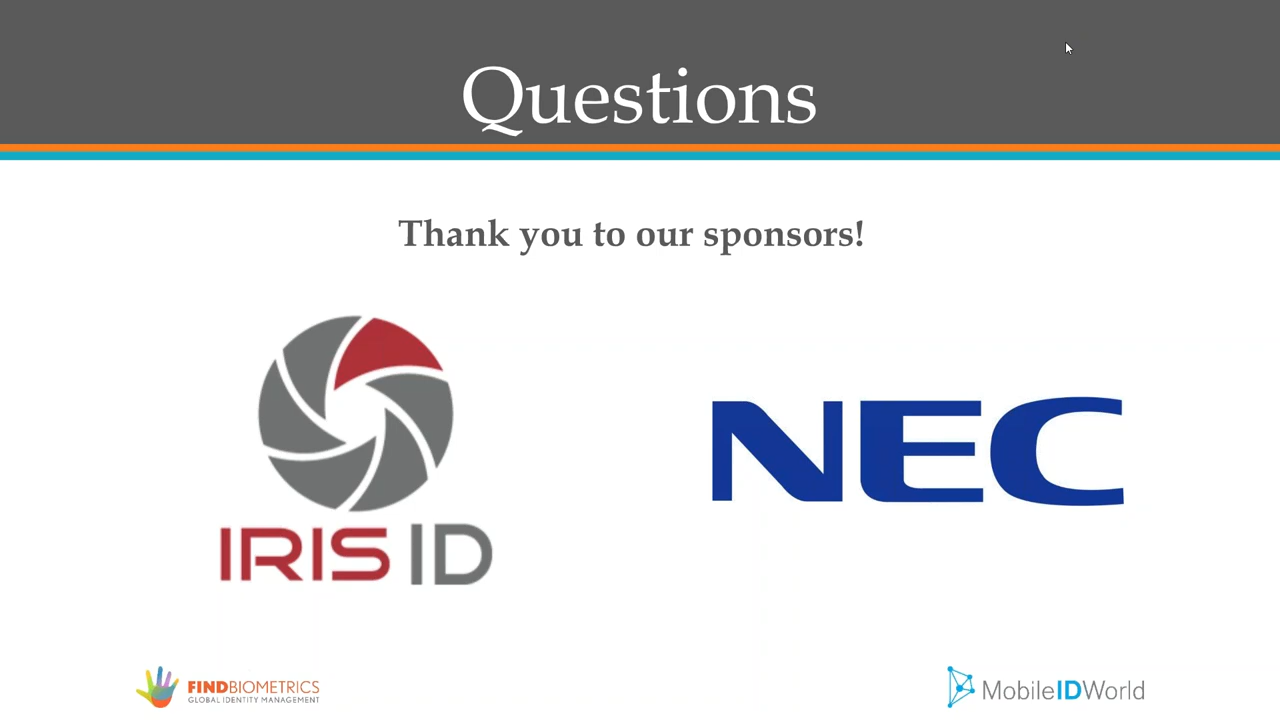 Questions
Thank you to our sponsors!
IRIS ID
NEC
FINDBIOMETRICS
GLOBAL IDENTITY MANAGEMENT
MobileIDWorld